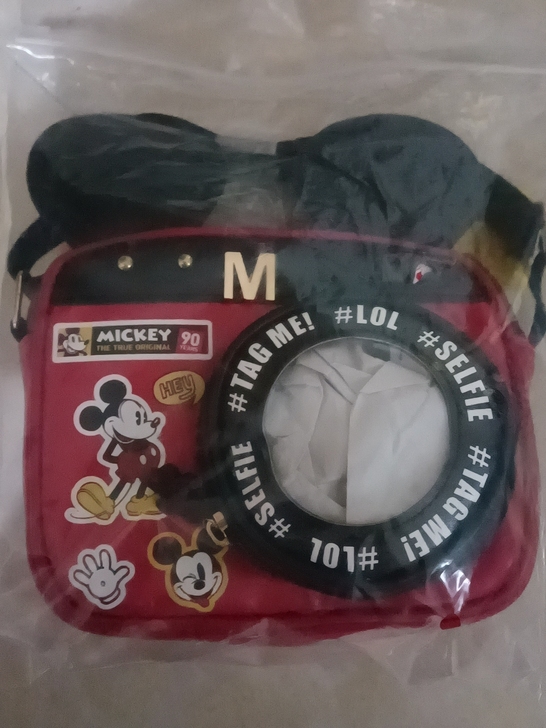 M
MICKEY
THE TRUE ORIGINAL
90
YEARS
HEY
#TAG ME!
#LOL
#SELFIE
#TAG ME!
#LOL
#SELFIE